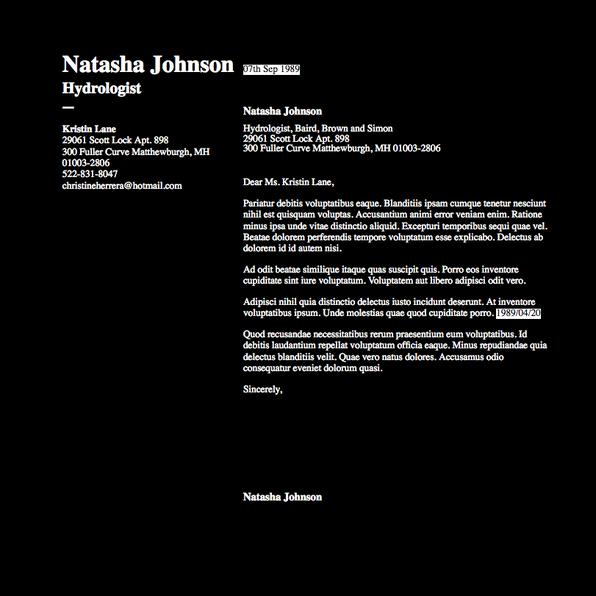 Natasha Johnson
Hydrologist
Kristin Lane
29061 Scott Lock Apt. 898
300 Fuller Curve Matthewburgh, MH
01003-2806
522-831-8047
christineherrera@hotmail.com
07th Sep 1989
Natasha Johnson
Hydrologist, Baird, Brown and Simon
29061 Scott Lock Apt. 898
300 Fuller Curve Matthewburgh, MH 01003-2806
Dear Ms. Kristin Lane,
Pariatur debitis voluptatibus eaque. Blanditiis ipsam cumque tenetur nesciunt
nihil est quisquam voluptas. Accusantium animi error veniam enim. Ratione
minus ipsa unde vitae distinctio aliquid. Excepturi temporibus sequi quae vel.
Beatae dolorem perferendis tempore voluptatum esse explicabo. Delectus ab
dolorem id id autem nisi.
Ad odit beatae similique itaque quas suscipit quis. Porro eos inventore
cupiditate sint iure voluptatum. Voluptatem aut libero adipisci odit vero.
Adipisci nihil quia distinctio delectus iusto incidunt deserunt. At inventore
voluptatibus ipsum. Unde molestias quae quod cupiditate porro. 1989/04/20
Quod recusandae necessitatibus rerum praesentium eum voluptatibus. Id
debitis laudantium repellat voluptatum officia eaque. Minus repudiandae quia
delectus blanditiis velit. Quae vero natus dolores. Accusamus odio
consequatur eveniet dolorum quasi.
Sincerely,
Natasha Johnson